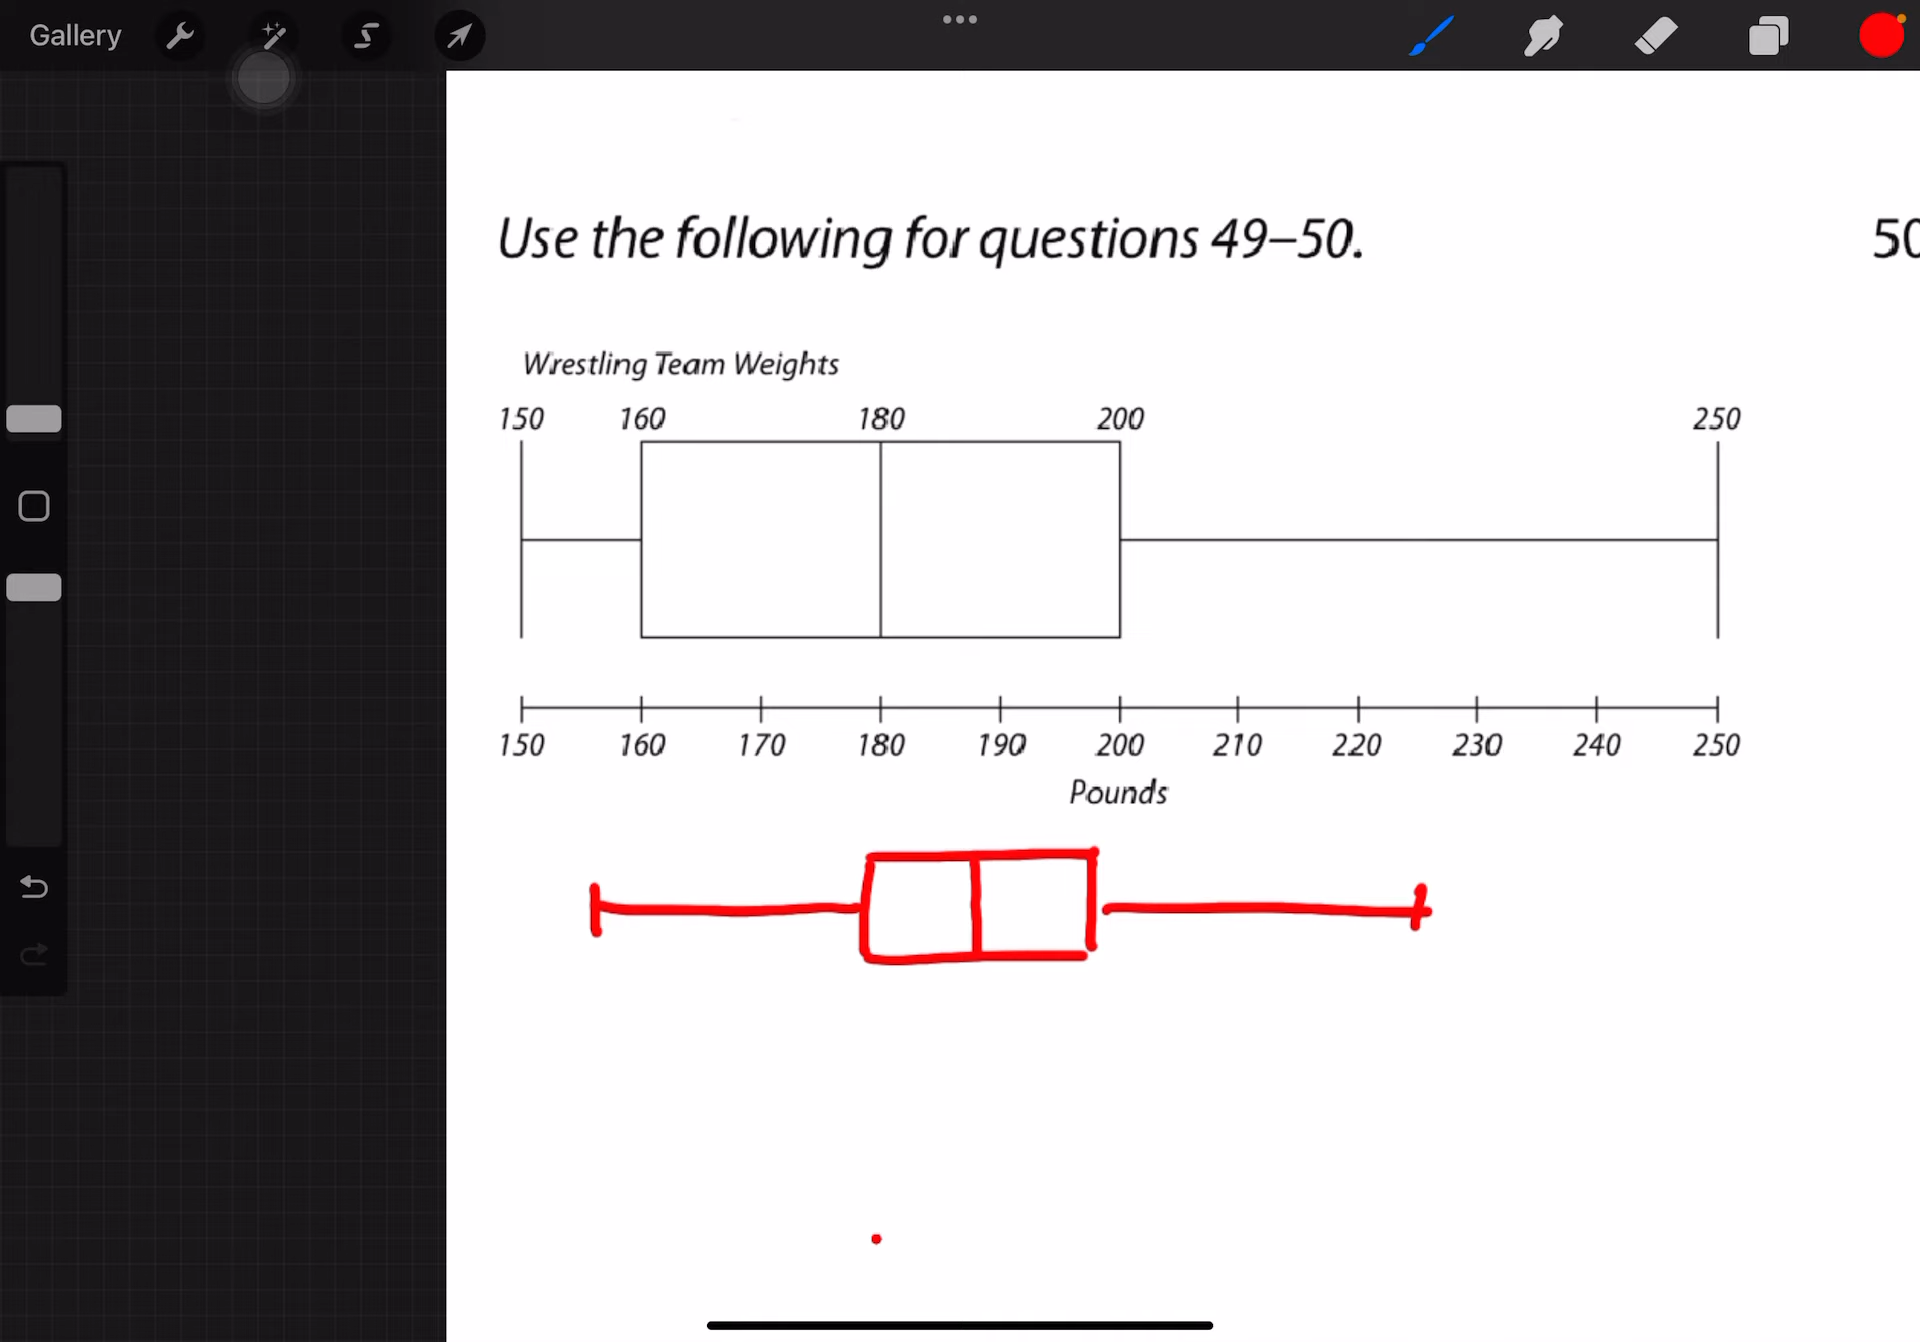 Gallery
Use the following for questions 49–50.
50
Wrestling Team Weights
150 160 180 200 250
150 160 170 180 190 200 210 220 230 240 250
Pounds